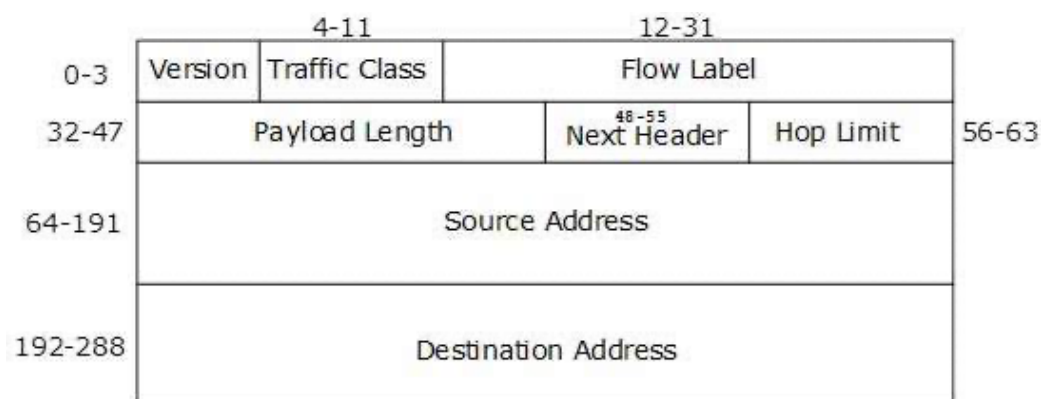 4-11 12-31
0-3 Version Traffic Class Flow Label
48-55
32-47 Payload Length Next Header Hop Limit 56-63
64-191 Source Address
192-288 Destination Address